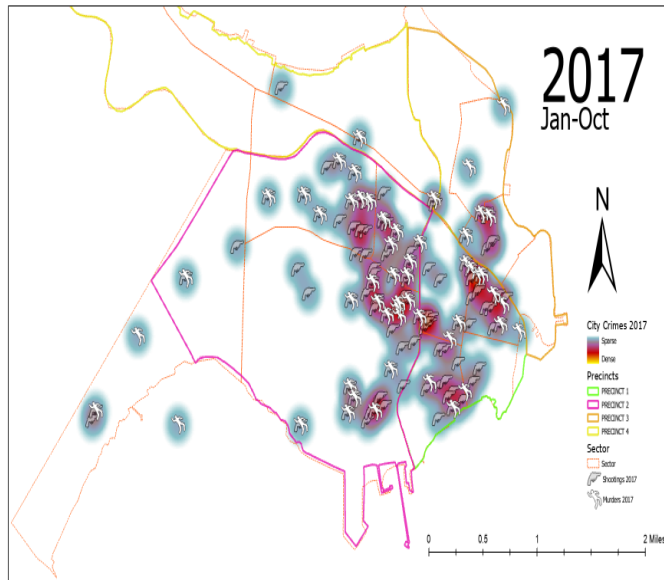 2017
Jan-Oct
N
City Crimes 2017
Sparse
Dense
Precincts
PRECINCT 1
PRECINCT 2
PRECINCT 3
PRECINCT 4
Sector
Sector
Shootings 2017
Murders 2017
0 0.5 1 2 Miles